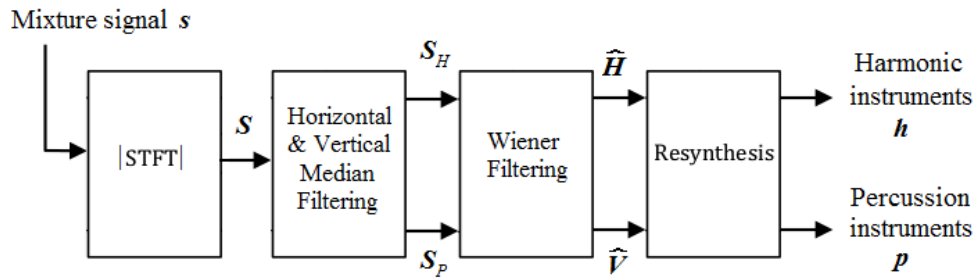 Mixture signal s
|STFT|
S
Horizontal
& Vertical
Median
Filtering
S_H
S_P
Wiener
Filtering
Ĥ
V̂
Resynthesis
Harmonic
instruments
h
Percussion
instruments
p